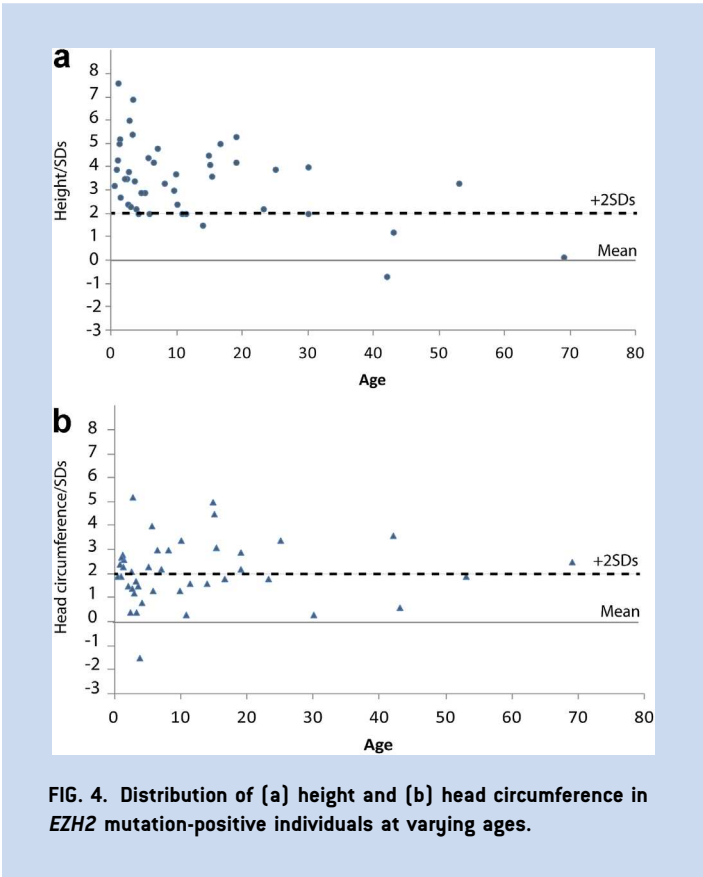 a
8
7
6
5
4
3
2
1
0
-1
-2
-3
Height/SDs
+2SDs
Mean
0 10 20 30 40 50 60 70 80
Age
b
8
7
6
5
4
3
2
1
0
-1
-2
-3
Head circumference/SDs
+2SDs
Mean
0 10 20 30 40 50 60 70 80
Age
FIG. 4. Distribution of (a) height and (b) head circumference in
EZH2 mutation-positive individuals at varying ages.